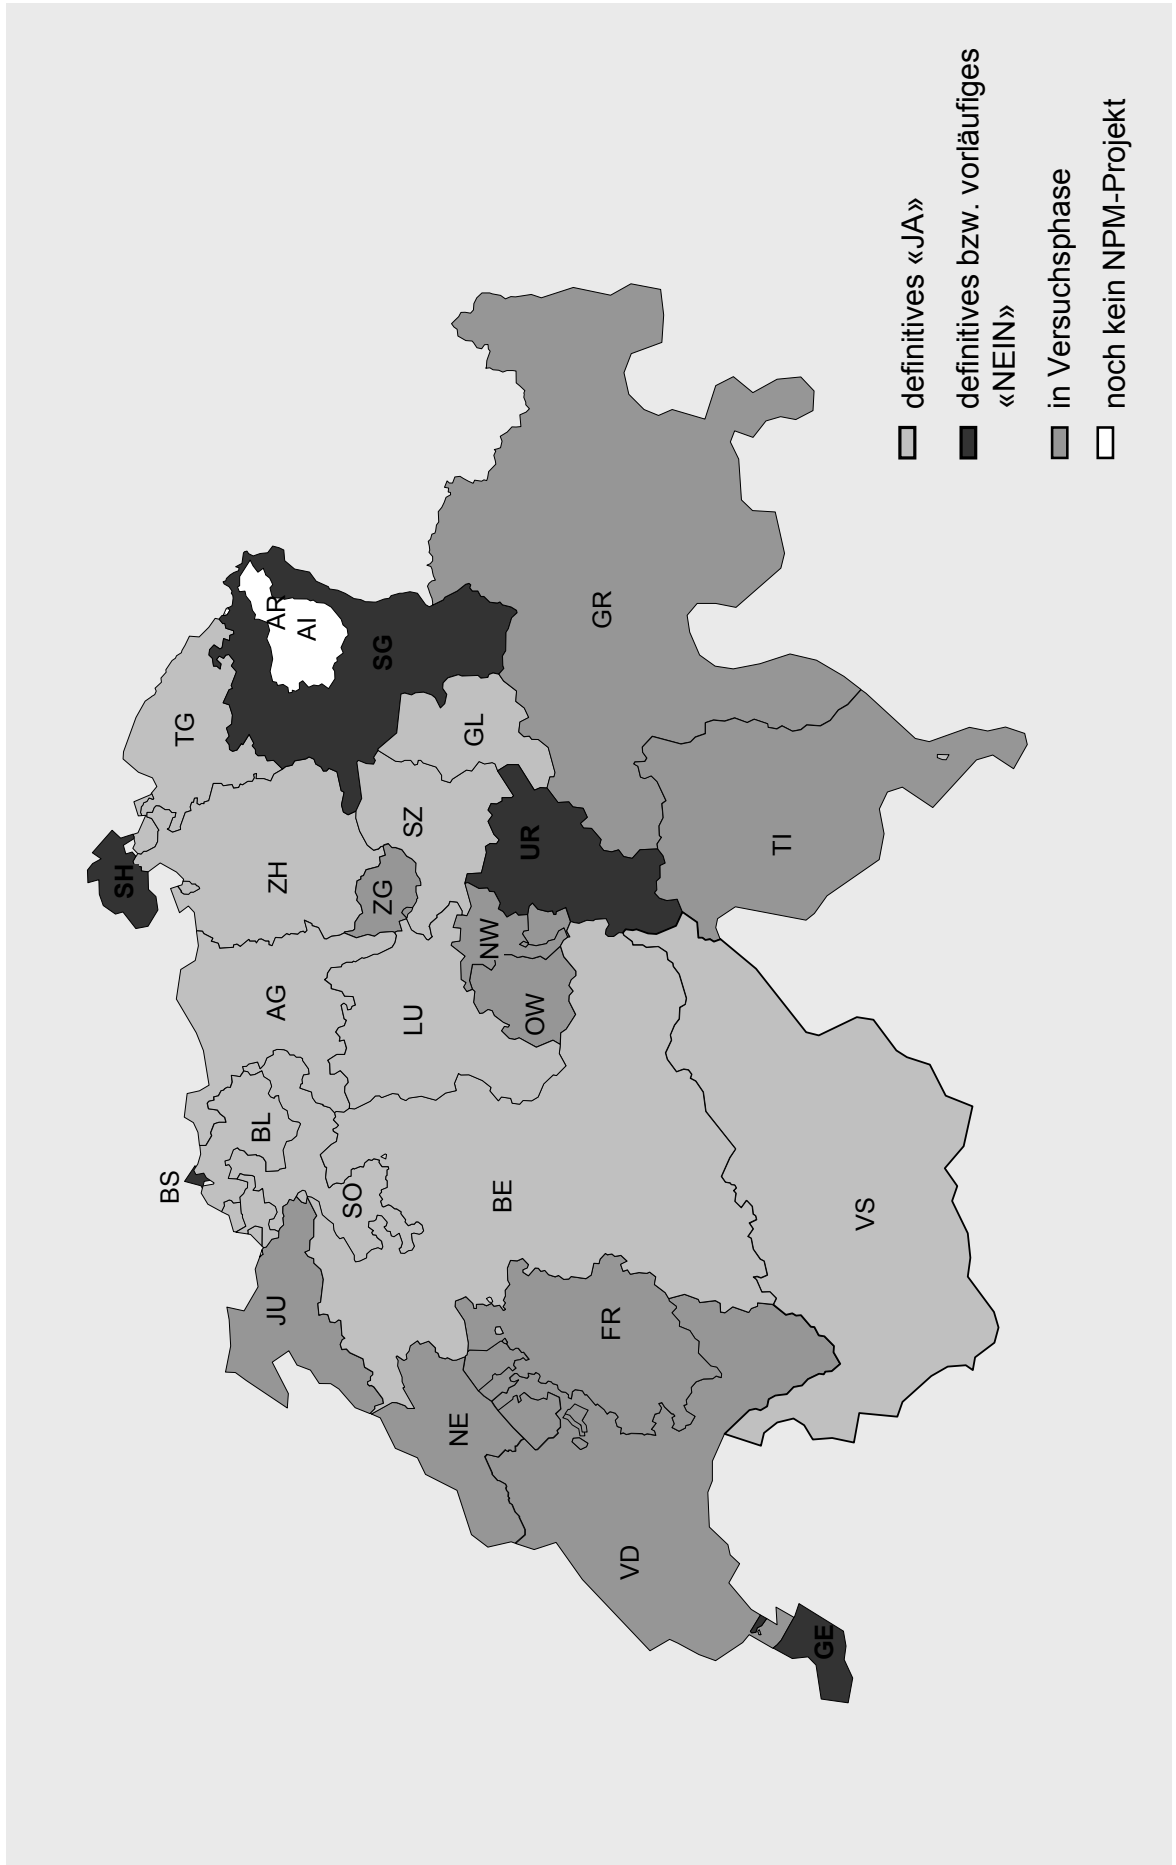 SH
TG
AR
AI
SG
BS
BL
AG
ZH
JU
SO
LU
ZG
SZ
GL
NE
BE
OW
NW
UR
GR
FR
VD
VS
TI
GE
definitives «JA»
definitives bzw. vorläufiges
«NEIN»
in Versuchsphase
noch kein NPM-Projekt